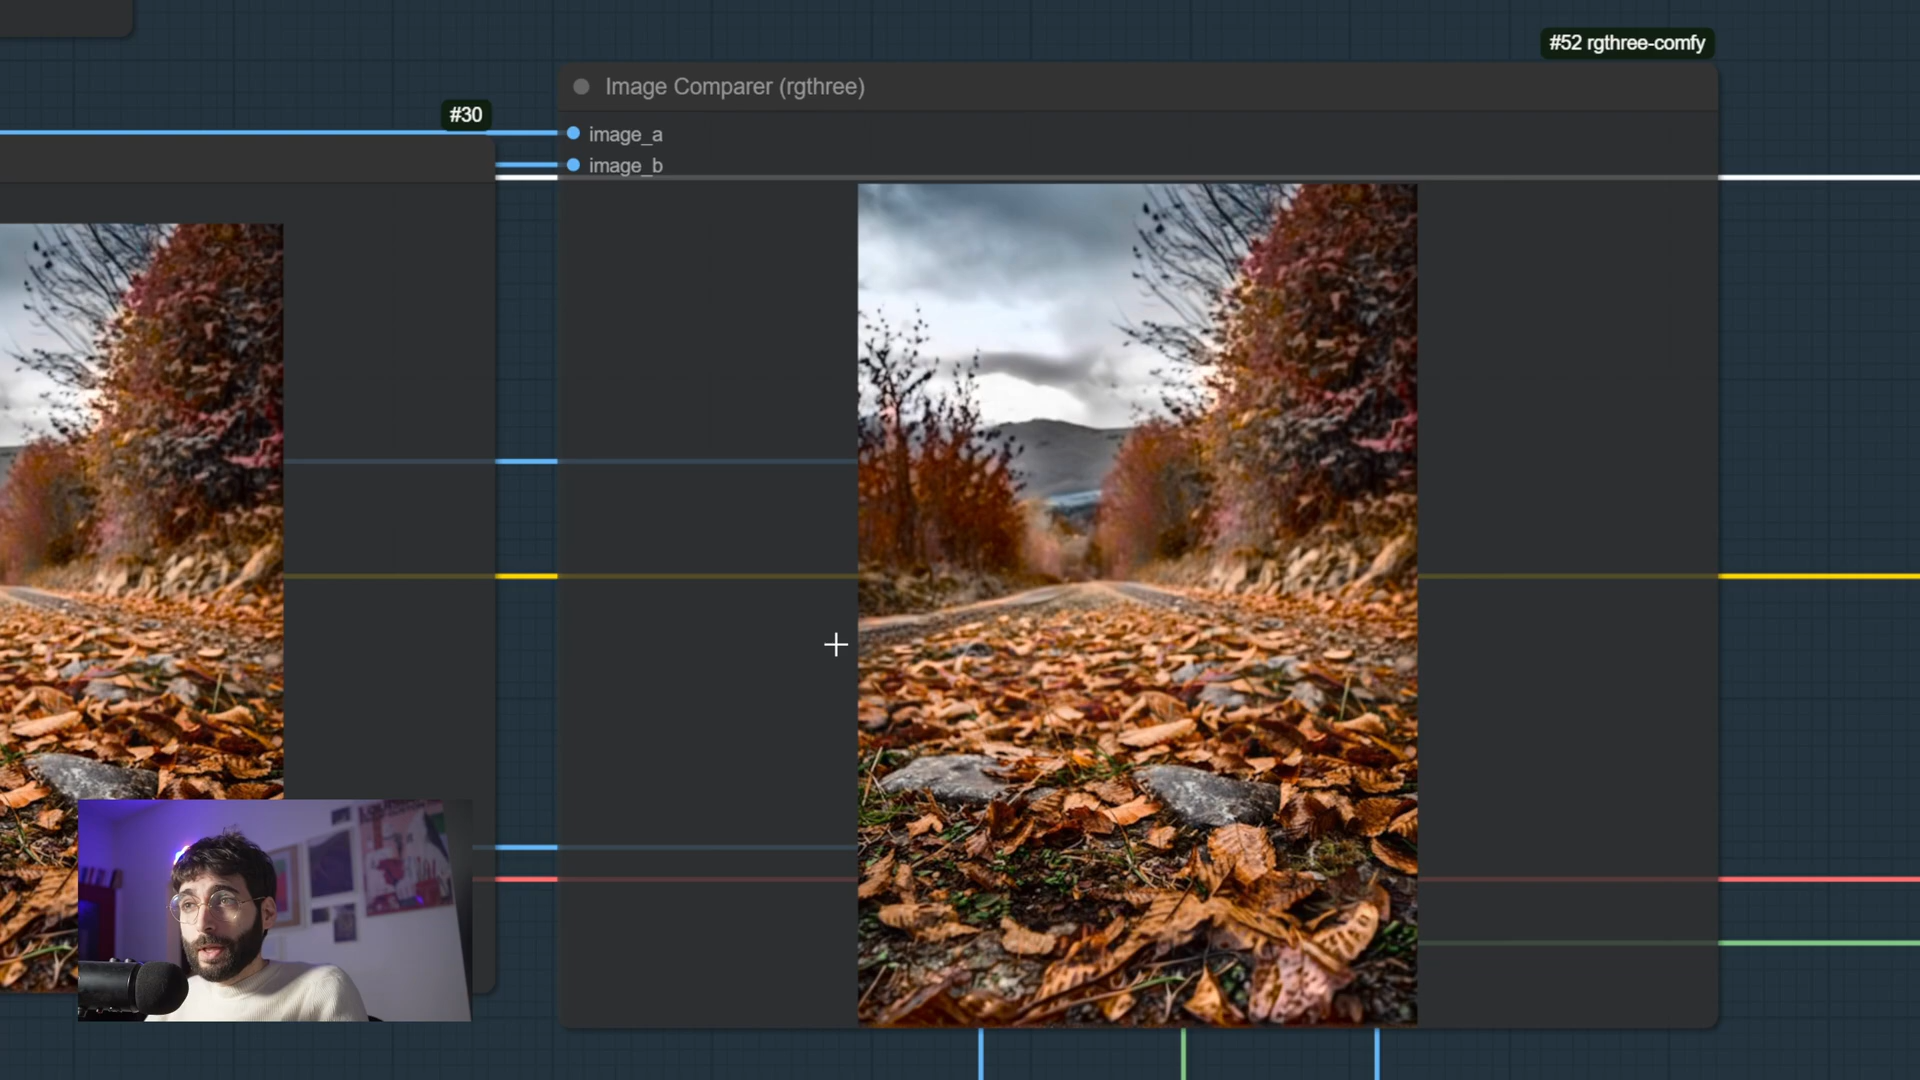 #52 rgthree-comfy
Image Comparer (rgthree)
#30
image_a
image_b